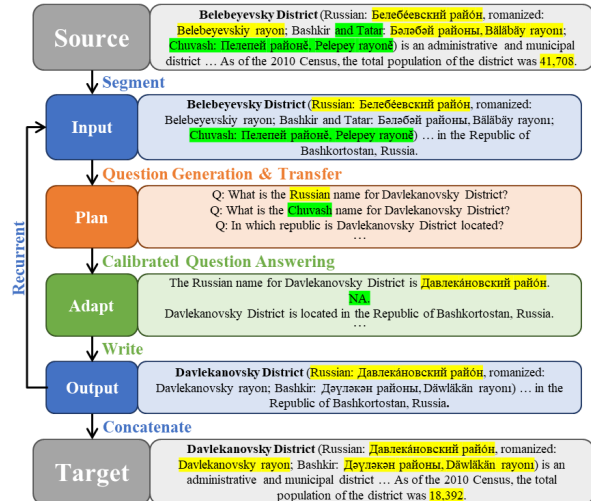 Source
Belebeyevsky District (Russian: Белебе́евский райо́н, romanized:
Belebeyevskiy rayon; Bashkir and Tatar: Бәләбәй районы, Bäläbäy rayonı;
Chuvash: Пелепей районӗ, Pelepey rayonĕ) is an administrative and municipal
district … As of the 2010 Census, the total population of the district was 41,708.
Segment
Input
Belebeyevsky District (Russian: Белебе́евский райо́н, romanized:
Belebeyevskiy rayon; Bashkir and Tatar: Бәләбәй районы, Bäläbäy rayonı;
Chuvash: Пелепей районӗ, Pelepey rayonĕ) … in the Republic of
Bashkortostan, Russia.
Question Generation & Transfer
Plan
Q: What is the Russian name for Davlekanovsky District?
Q: What is the Chuvash name for Davlekanovsky District?
Q: In which republic is Davlekanovsky District located?
…
Calibrated Question Answering
Adapt
The Russian name for Davlekanovsky District is Давлека́новский райо́н.
NA.
Davlekanovsky District is located in the Republic of Bashkortostan, Russia.
…
Write
Recurrent
Output
Davlekanovsky District (Russian: Давлека́новский райо́н, romanized:
Davlekanovsky rayon; Bashkir: Дәүләкән районы, Däwläkän rayonı) … in the
Republic of Bashkortostan, Russia.
Concatenate
Target
Davlekanovsky District (Russian: Давлека́новский райо́н, romanized:
Davlekanovsky rayon; Bashkir: Дәүләкән районы, Däwläkän rayonı) is an
administrative and municipal district … As of the 2010 Census, the total
population of the district was 18,392.